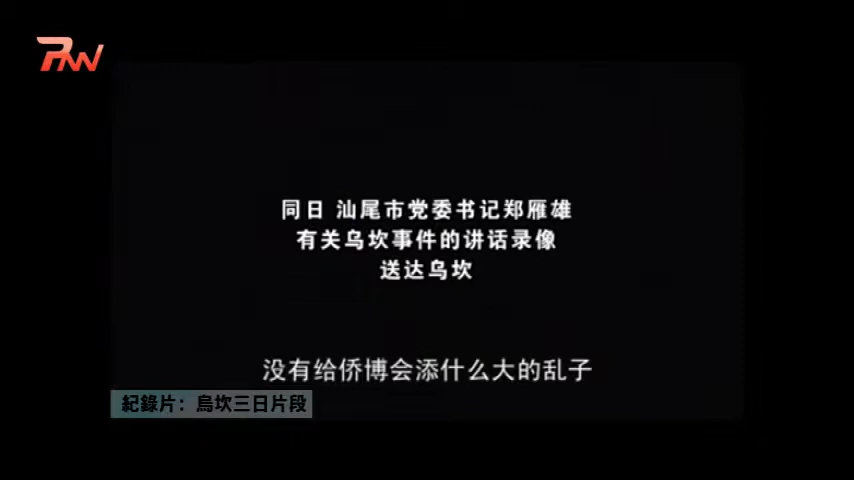 RW
同日 汕尾市党委书记郑雁雄
有关乌坎事件的讲话录像
送达乌坎
没有给侨博会添什么大的乱子
紀錄片：烏坎三日片段